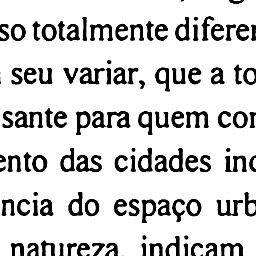 so totalmente difere
seu variar, que a to
sante para quem co
ento das cidades in
ncia do espaço urb
natureza, indicam